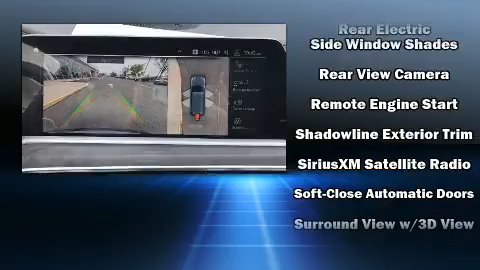 Rear Electric
Side Window Shades
Rear View Camera
Remote Engine Start
Shadowline Exterior Trim
SiriusXM Satellite Radio
Soft-Close Automatic Doors
Surround View w/3D View